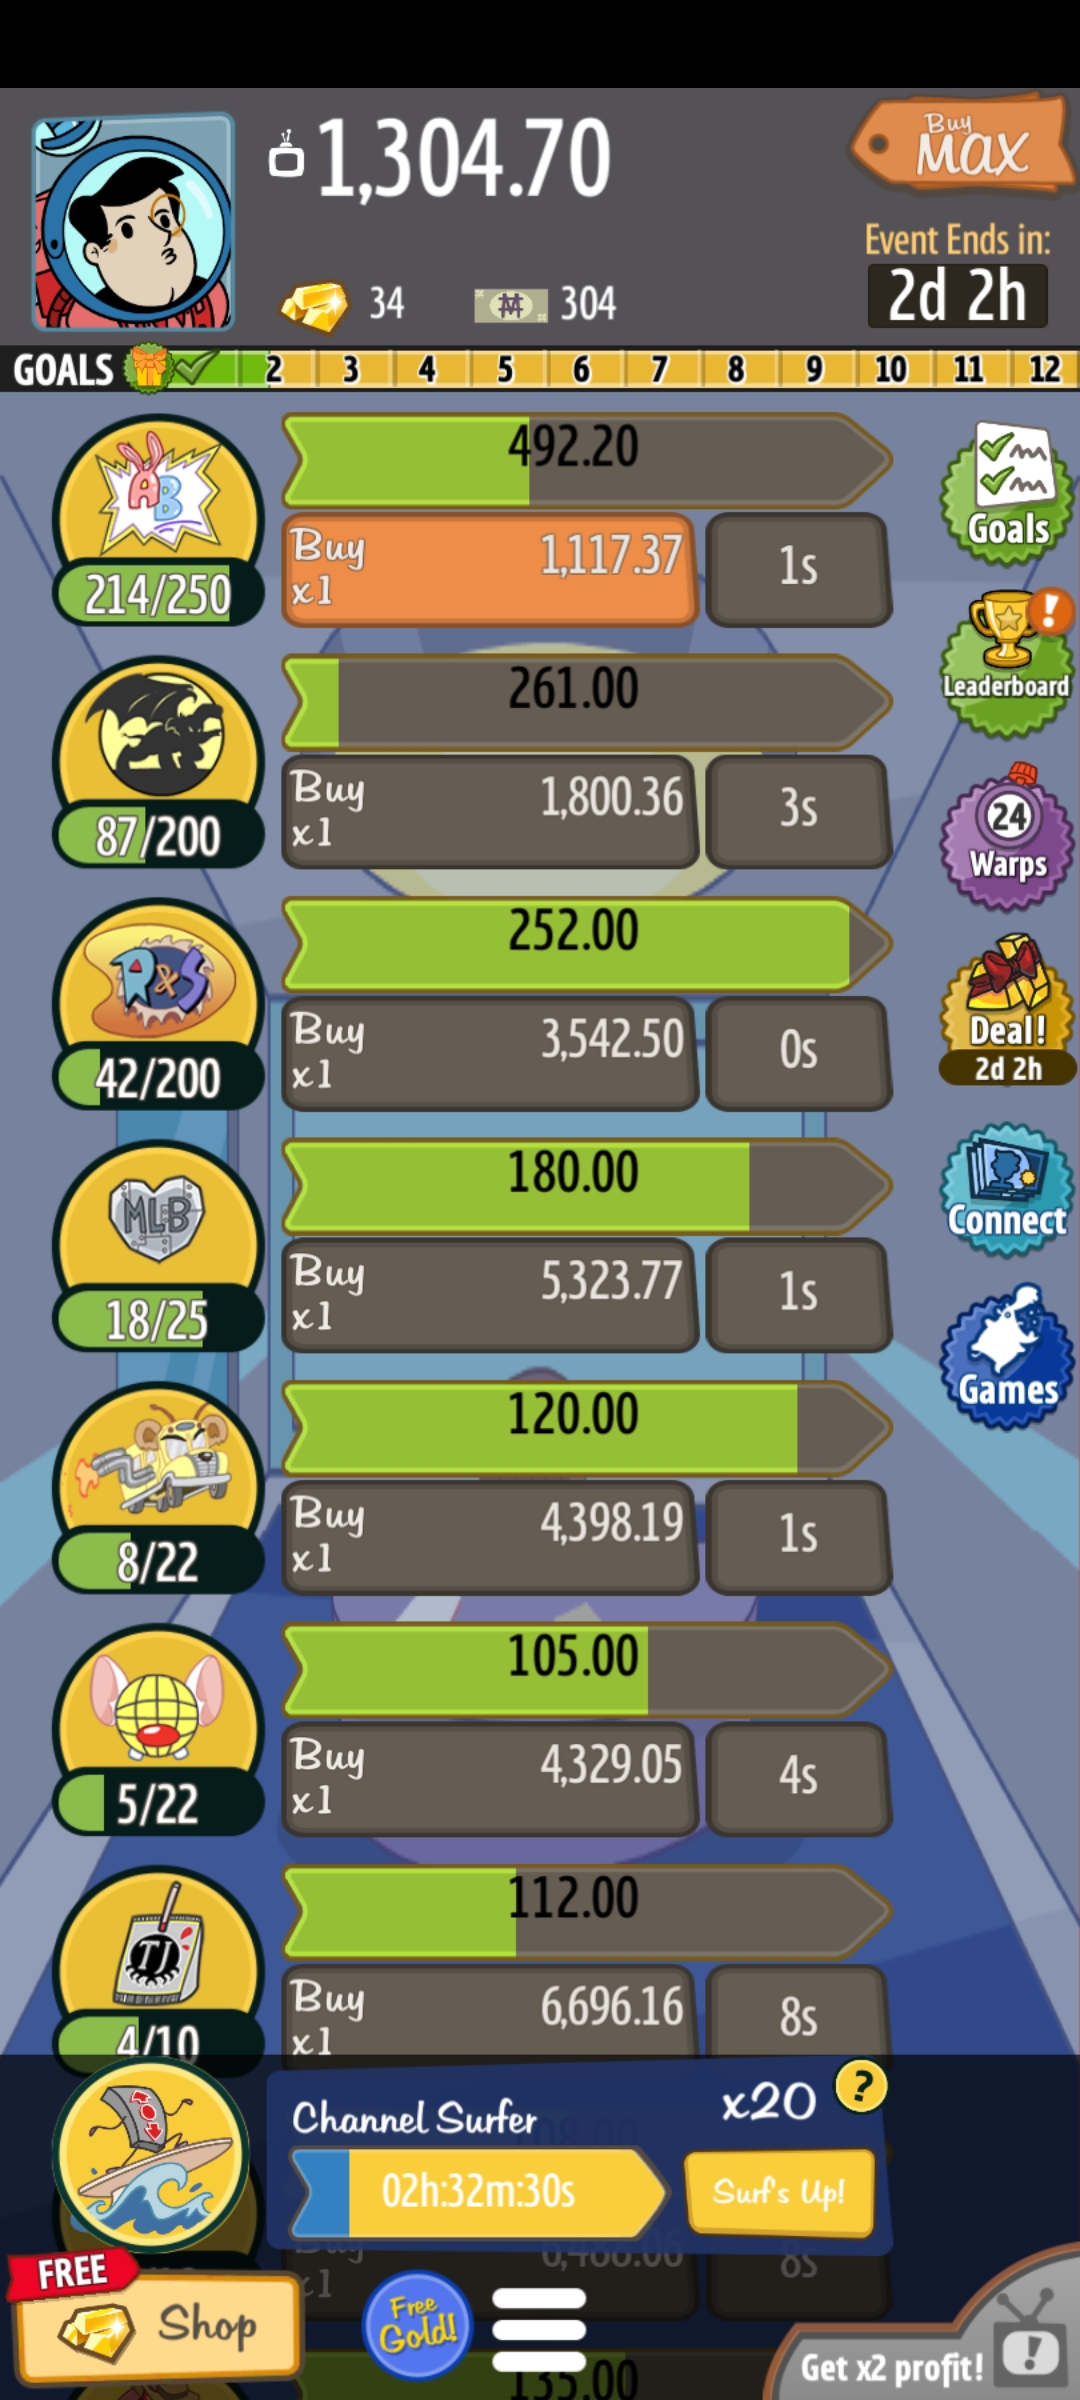 1,304.70
Buy
MAX
Event Ends in:
2d 2h
34
304
GOALS 2 3 4 5 6 7 8 9 10 11 12
AB
492.20
214/250
Buy
x1
1,117.37
1s
Goals
261.00
87/200
Buy
x1
1,800.36
3s
Leaderboard
24
Warps
R&S
252.00
42/200
Buy
x1
3,542.50
0s
Deal!
2d 2h
MLB
180.00
18/25
Buy
x1
5,323.77
1s
Connect
120.00
8/22
Buy
x1
4,398.19
1s
Games
105.00
5/22
Buy
x1
4,329.05
4s
TJ
112.00
4/10
Buy
x1
6,696.16
8s
Channel Surfer
x20
?
02h:32m:30s
Surf's Up!
Buy
x1
6,488.06
8s
FREE
Shop
Free
Gold!
135.00
Get x2 profit!